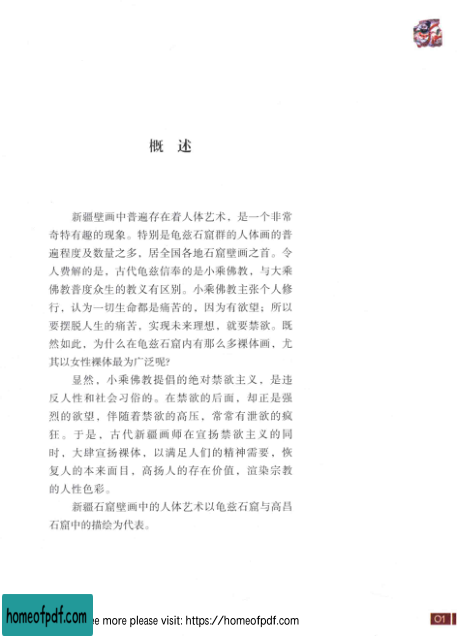 概 述
新疆壁画中普遍存在着人体艺术，是一个非常
奇特有趣的现象。特别是龟兹石窟群的人体画的普
遍程度及数量之多，居全国各地石窟壁画之首。令
人费解的是，古代龟兹信奉的是小乘佛教，与大乘
佛教普度众生的教义有区别。小乘佛教主张个人修
行，认为一切生命都是痛苦的，因为有欲望；所以
要摆脱人生的痛苦，实现未来理想，就要禁欲。既
然如此，为什么在龟兹石窟内有那么多裸体画，尤
其以女性裸体最为广泛呢？
显然，小乘佛教提倡的绝对禁欲主义，是违
反人性和社会习俗的。在禁欲的后面，却正是强
烈的欲望，伴随着禁欲的高压，常常有泄欲的疯
狂。于是，古代新疆画师在宣扬禁欲主义的同
时，大肆宣扬裸体，以满足人们的精神需要，恢
复人的本来面目，高扬人的存在价值，渲染宗教
的人性色彩。
新疆石窟壁画中的人体艺术以龟兹石窟与高昌
石窟中的描绘为代表。
homeofpdf.com
ee more please visit: https://homeofpdf.com
01